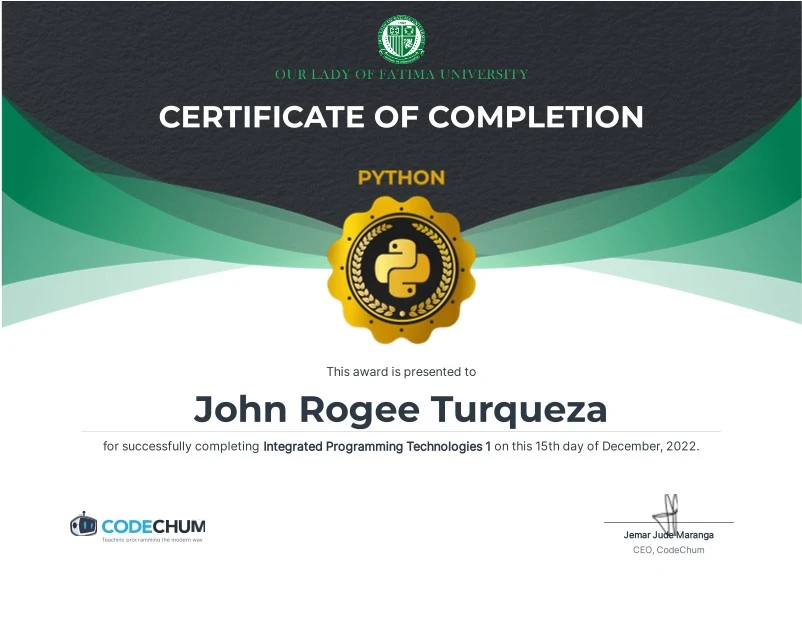 OUR LADY OF FATIMA UNIVERSITY
CERTIFICATE OF COMPLETION
PYTHON
This award is presented to
John Rogee Turqueza
for successfully completing Integrated Programming Technologies 1 on this 15th day of December, 2022.
CODECHUM
Teaching programming the modern way
Jemar Jude Maranga
CEO, CodeChum